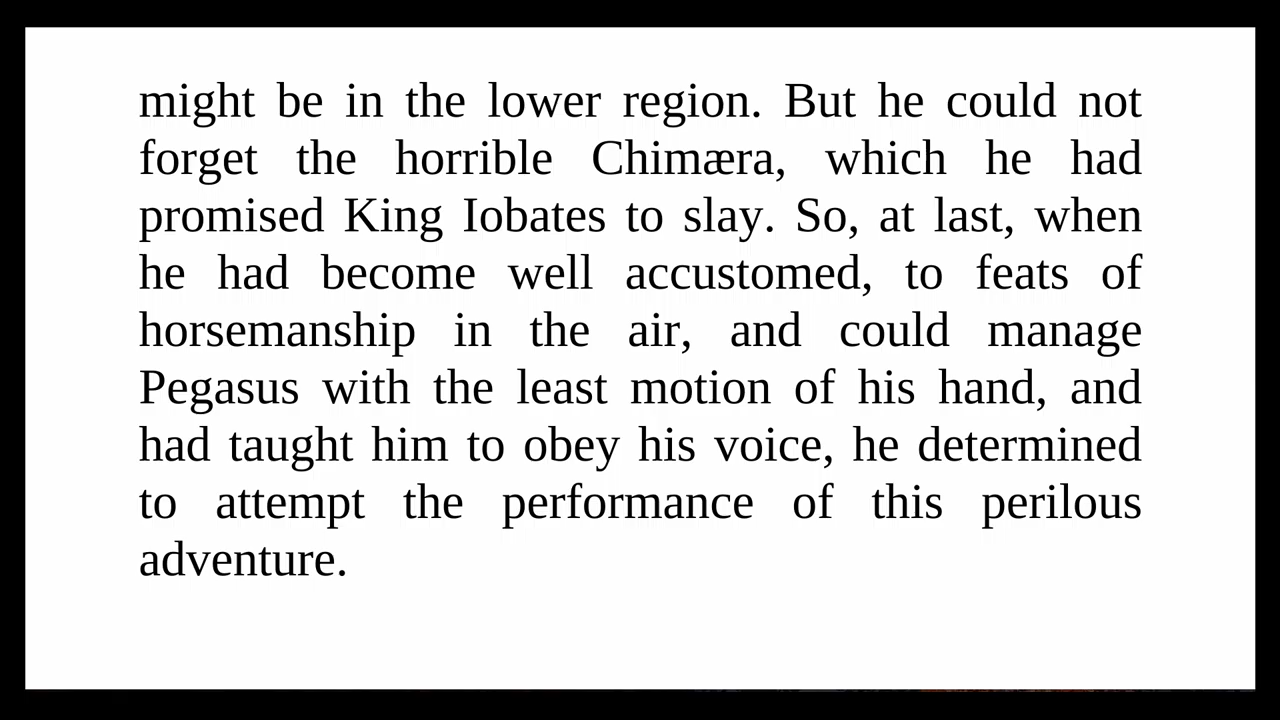 might be in the lower region. But he could not
forget the horrible Chimæra, which he had
promised King Iobates to slay. So, at last, when
he had become well accustomed, to feats of
horsemanship in the air, and could manage
Pegasus with the least motion of his hand, and
had taught him to obey his voice, he determined
to attempt the performance of this perilous
adventure.